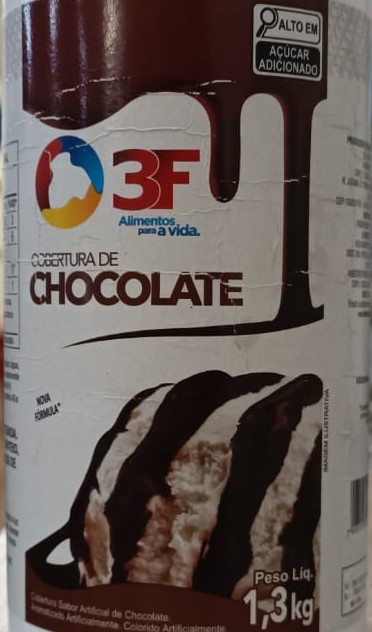 ALTO EM
AÇÚCAR
ADICIONADO
3F
Alimentos
para a vida.
COBERTURA DE
CHOCOLATE
NOVA
FÓRMULA*
IMAGEM ILUSTRATIVA
Peso Líq.
1,3kg
Cobertura Sabor Artificial de Chocolate.
Aromatizado Artificialmente. Colorido Artificialmente.